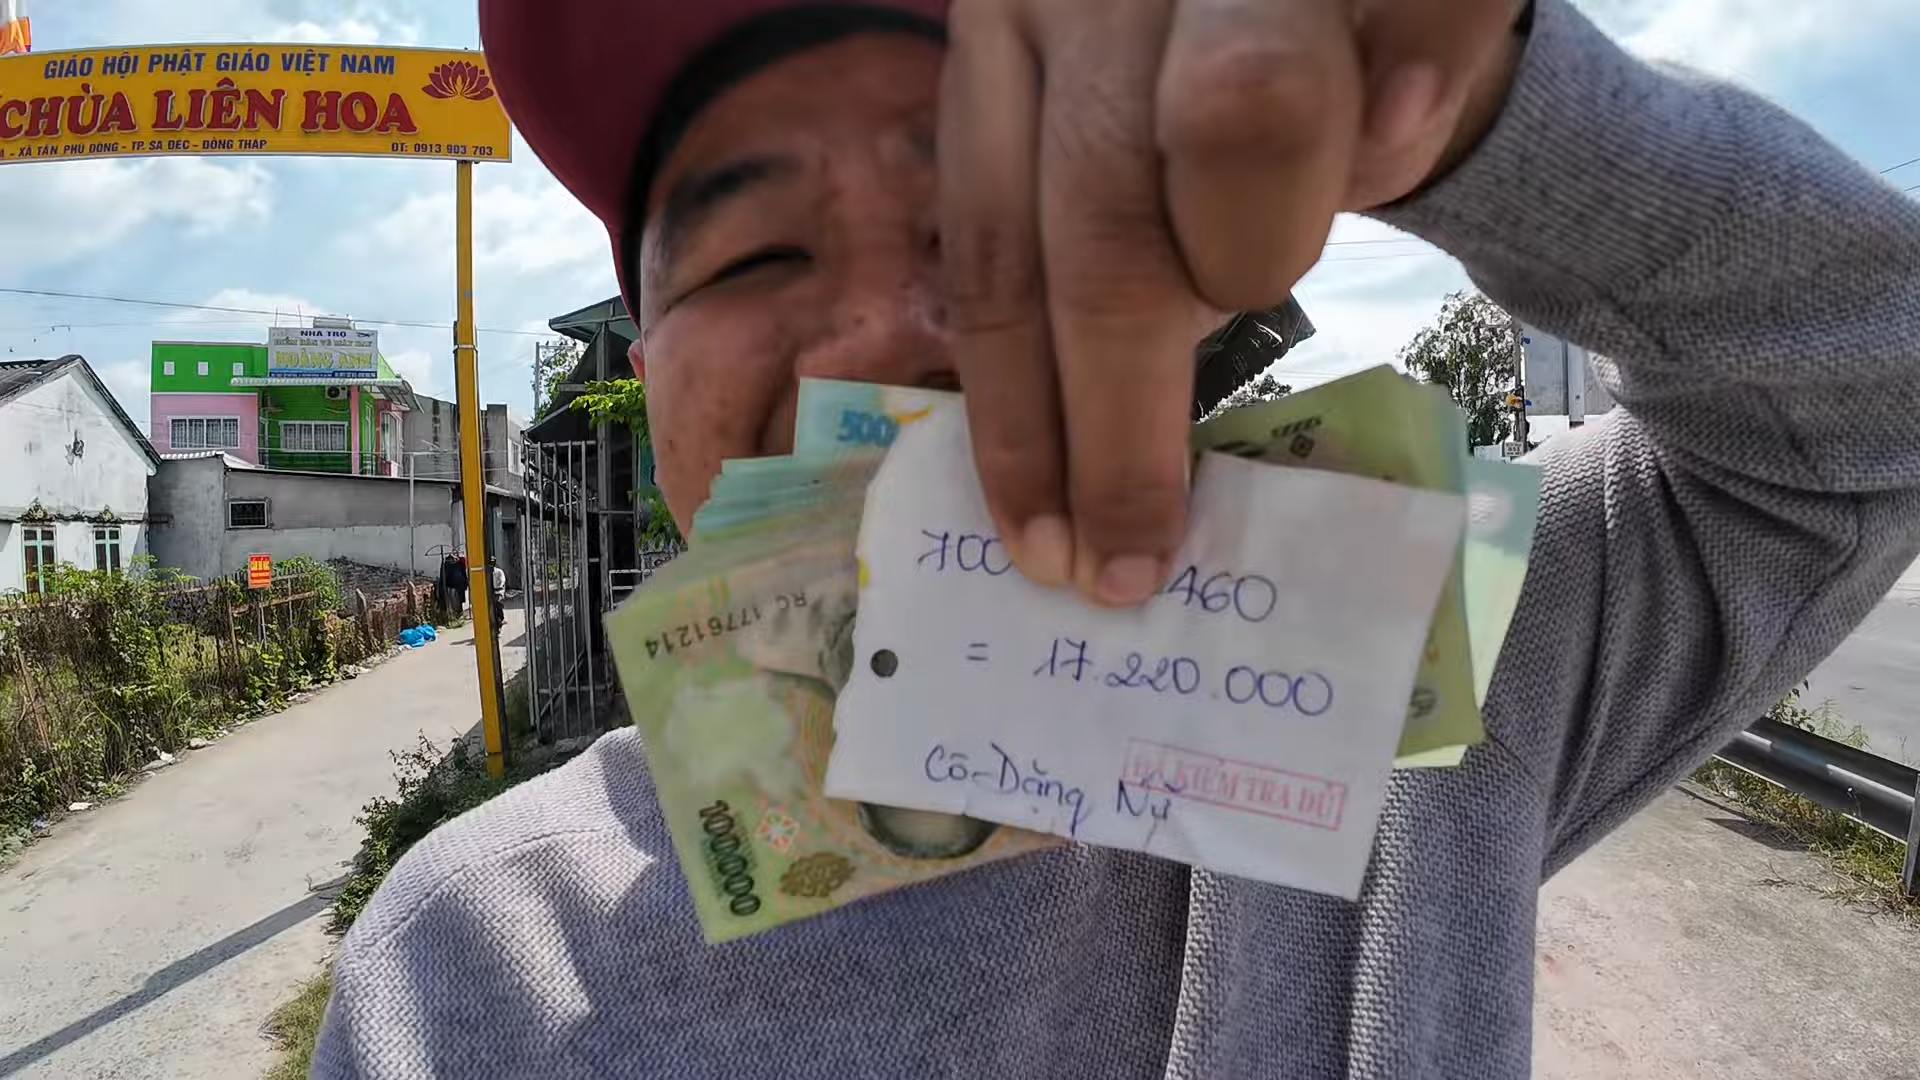 GIÁO HỘI PHẬT GIÁO VIỆT NAM
CHÙA LIÊN HOA
- XÃ TÂN PHÚ ĐÔNG - TP. SA ĐÉC - ĐỒNG THÁP
ĐT: 0913 903 703
NHÀ TRỌ
HOÀNG ANH
500
RC 17761214
100000
700
460
= 17.220.000
Cô Đặng Nữ
ĐÃ KIỂM TRA ĐỦ